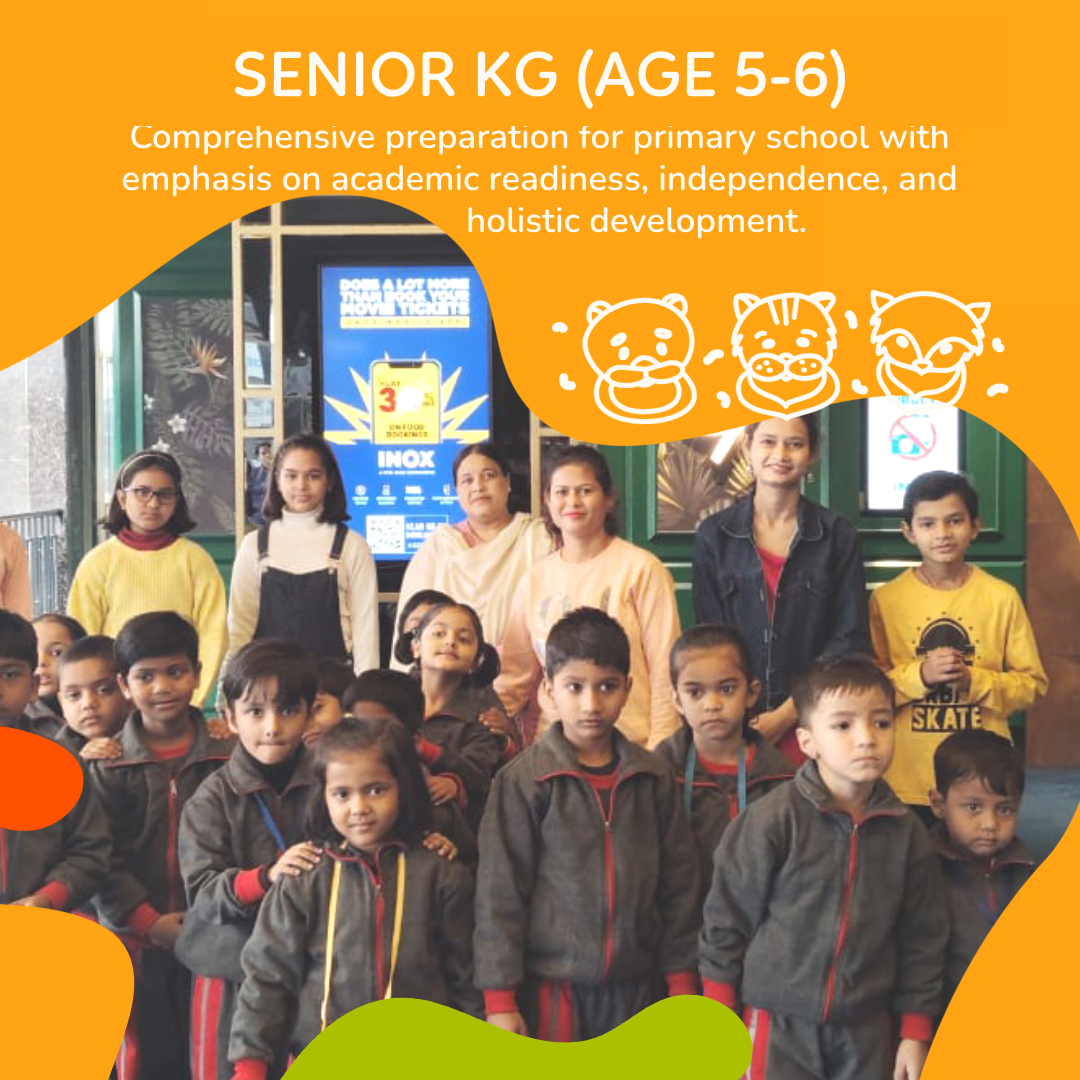 SENIOR KG (AGE 5-6)
Comprehensive preparation for primary school with
emphasis on academic readiness, independence, and
holistic development.
DOES A LOT MORE
THAN BOOK YOUR
MOVIE TICKETS
ON FOOD
BOOKINGS
INOX
SKATE